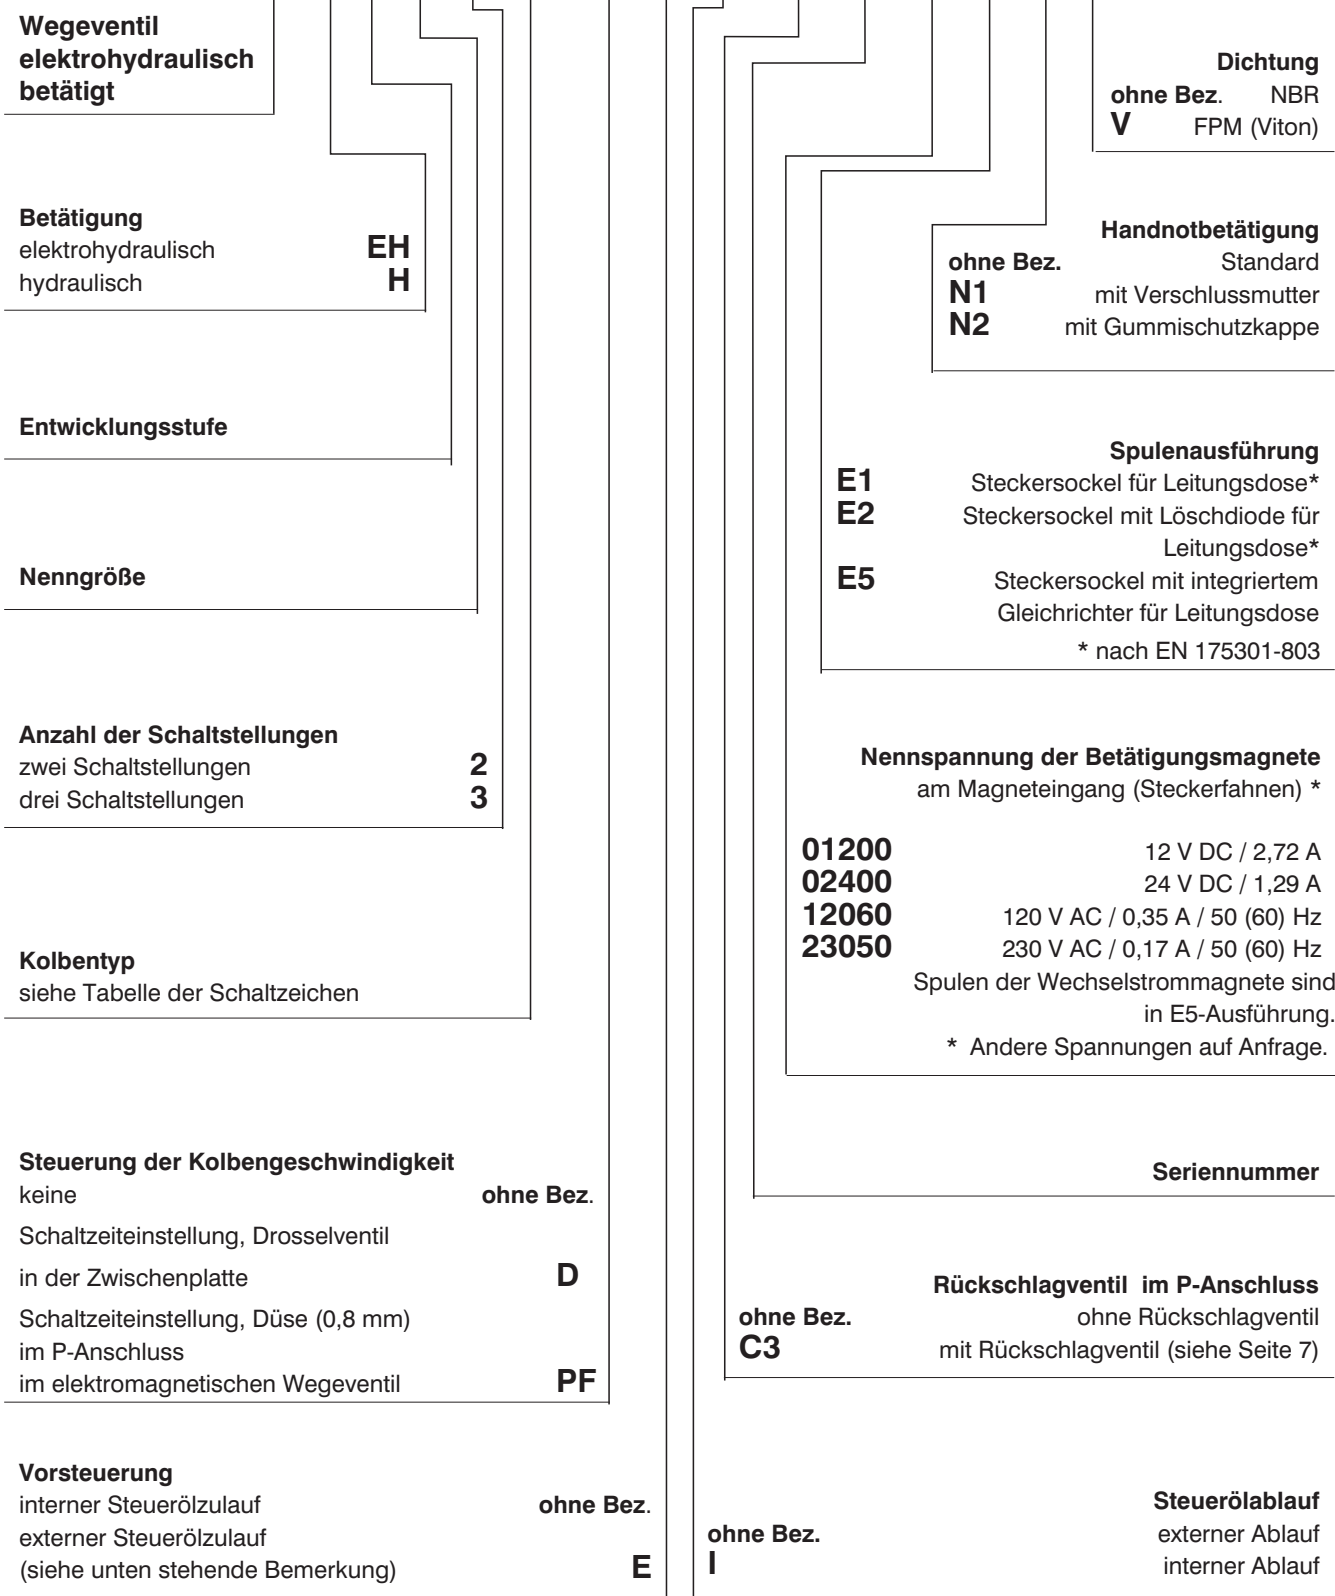 Wegeventil
elektrohydraulisch
betätigt
Betätigung
elektrohydraulisch EH
hydraulisch H
Entwicklungsstufe
Nenngröße
Anzahl der Schaltstellungen
zwei Schaltstellungen 2
drei Schaltstellungen 3
Kolbentyp
siehe Tabelle der Schaltzeichen
Steuerung der Kolbengeschwindigkeit
keine ohne Bez.
Schaltzeiteinstellung, Drosselventil
in der Zwischenplatte D
Schaltzeiteinstellung, Düse (0,8 mm)
im P-Anschluss
im elektromagnetischen Wegeventil PF
Vorsteuerung
interner Steuerölzulauf ohne Bez.
externer Steuerölzulauf
(siehe unten stehende Bemerkung) E
Dichtung
ohne Bez. NBR
V FPM (Viton)
Handnotbetätigung
ohne Bez. Standard
N1 mit Verschlussmutter
N2 mit Gummischutzkappe
Spulenausführung
E1 Steckersockel für Leitungsdose*
E2 Steckersockel mit Löschdiode für
Leitungsdose*
E5 Steckersockel mit integriertem
Gleichrichter für Leitungsdose
* nach EN 175301-803
Nennspannung der Betätigungsmagnete
am Magneteingang (Steckerfahnen) *
01200 12 V DC / 2,72 A
02400 24 V DC / 1,29 A
12060 120 V AC / 0,35 A / 50 (60) Hz
23050 230 V AC / 0,17 A / 50 (60) Hz
Spulen der Wechselstrommagnete sind
in E5-Ausführung.
* Andere Spannungen auf Anfrage.
Seriennummer
Rückschlagventil im P-Anschluss
ohne Bez. ohne Rückschlagventil
C3 mit Rückschlagventil (siehe Seite 7)
Steuerölablauf
ohne Bez. externer Ablauf
I interner Ablauf